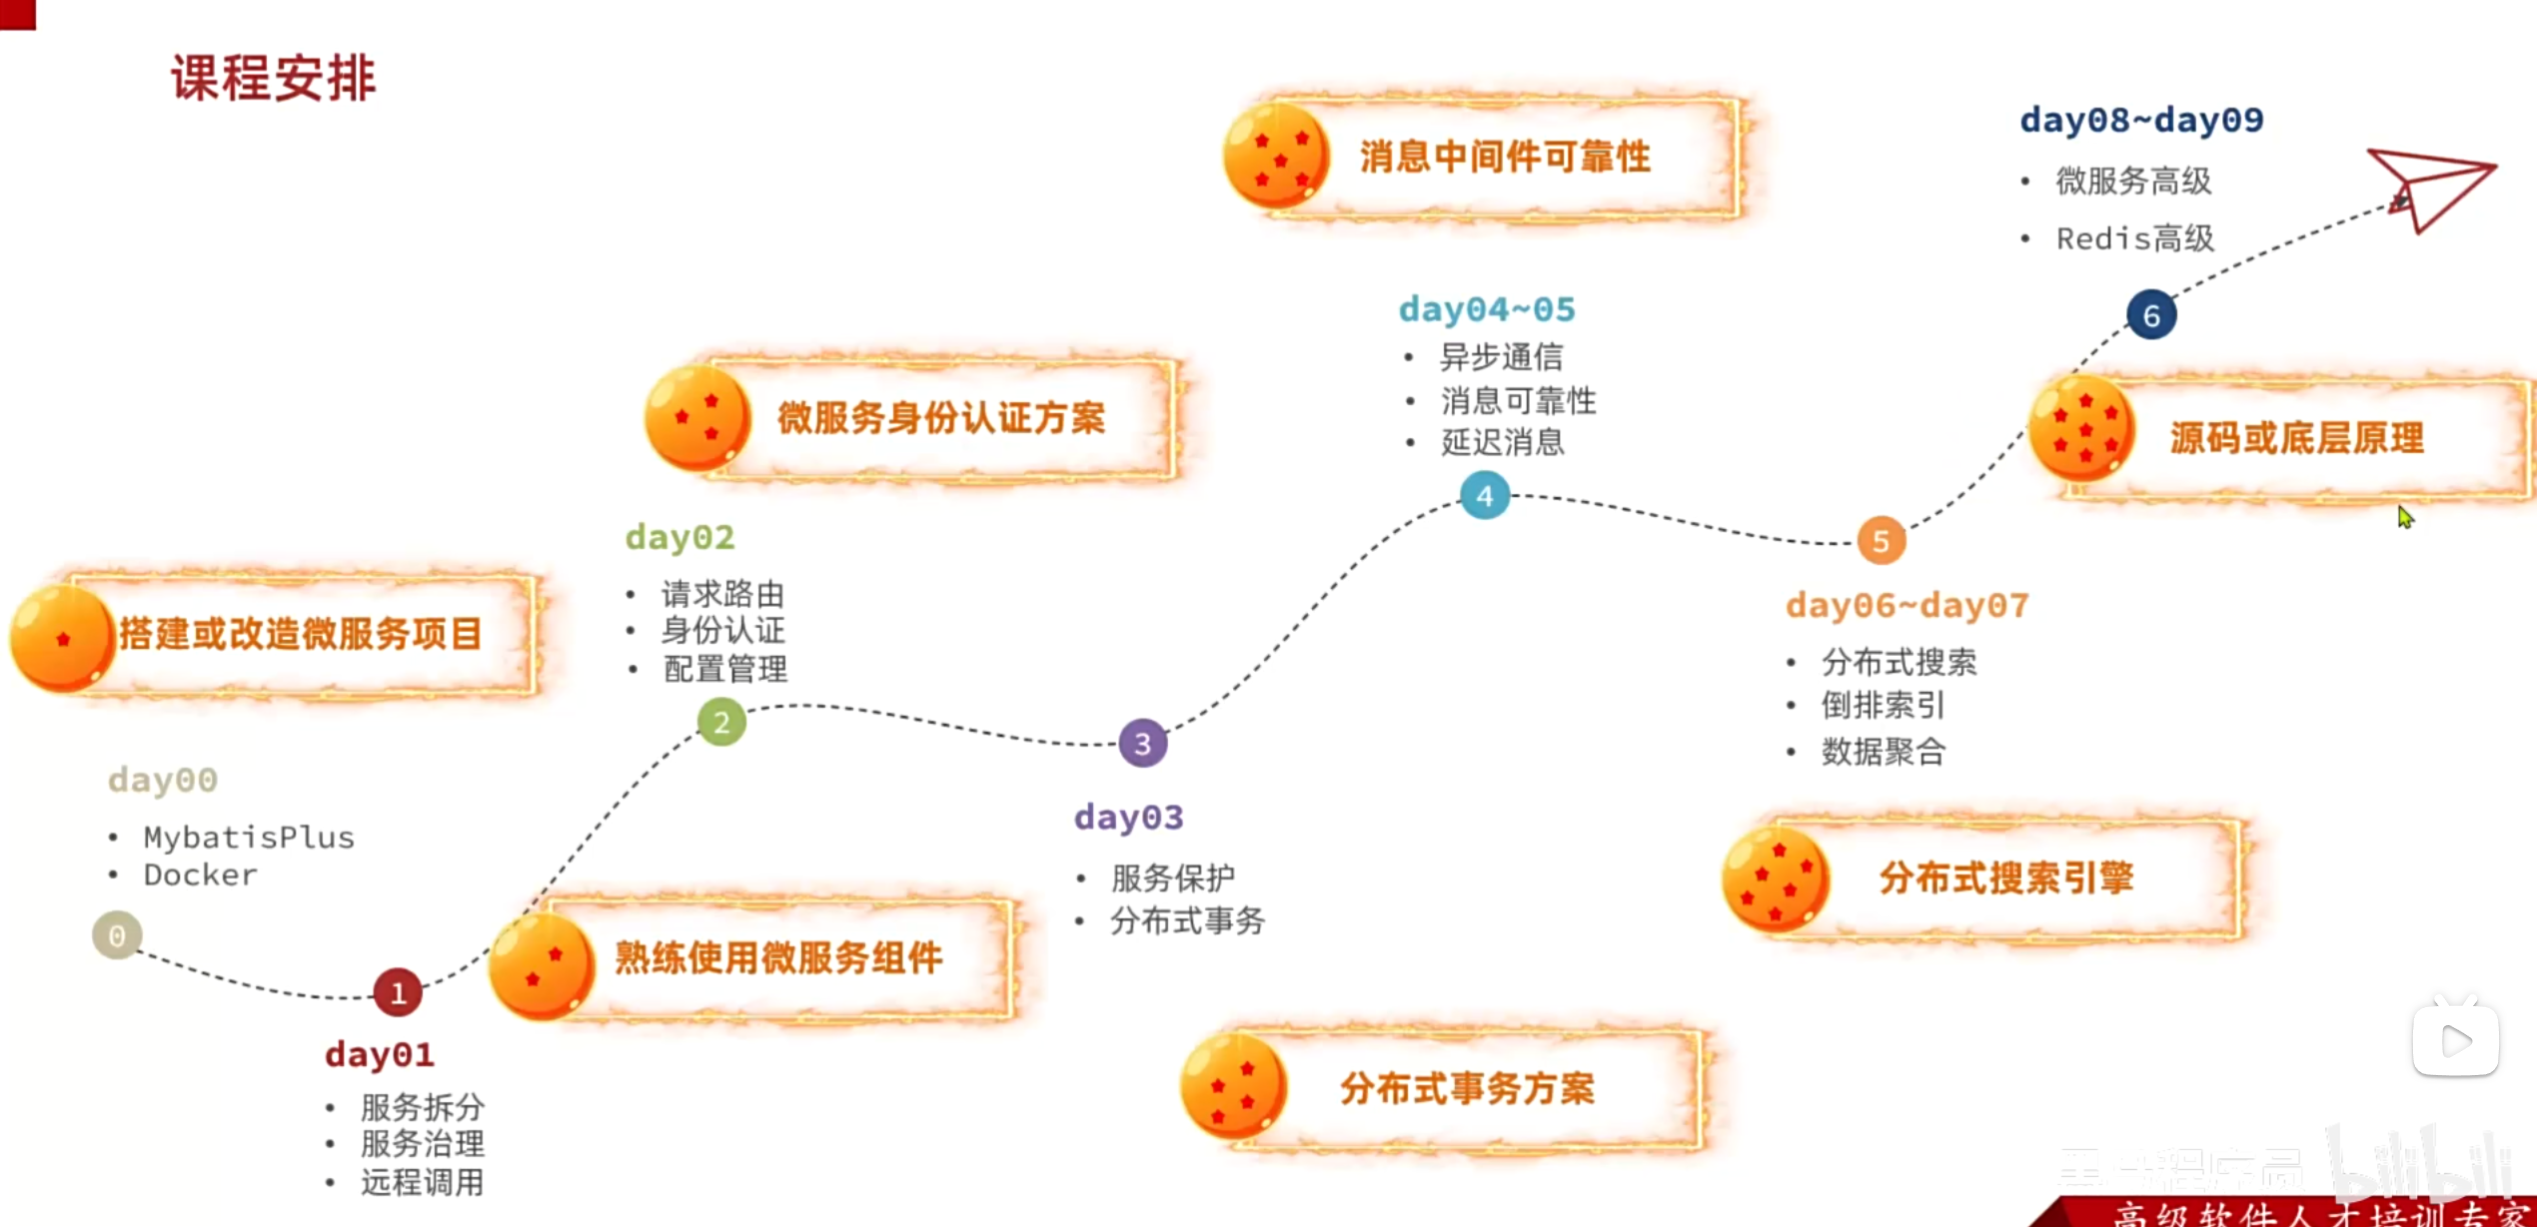 课程安排
消息中间件可靠性
day08~day09
• 微服务高级
• Redis高级
6
源码或底层原理
day04~05
• 异步通信
• 消息可靠性
• 延迟消息
4
微服务身份认证方案
day02
• 请求路由
• 身份认证
• 配置管理
2
搭建或改造微服务项目
day00
• MybatisPlus
• Docker
0
1
day01
• 服务拆分
• 服务治理
• 远程调用
熟练使用微服务组件
3
day03
• 服务保护
• 分布式事务
分布式事务方案
5
day06~day07
• 分布式搜索
• 倒排索引
• 数据聚合
分布式搜索引擎
黑马程序员
bilibili
高级软件人才培训专家